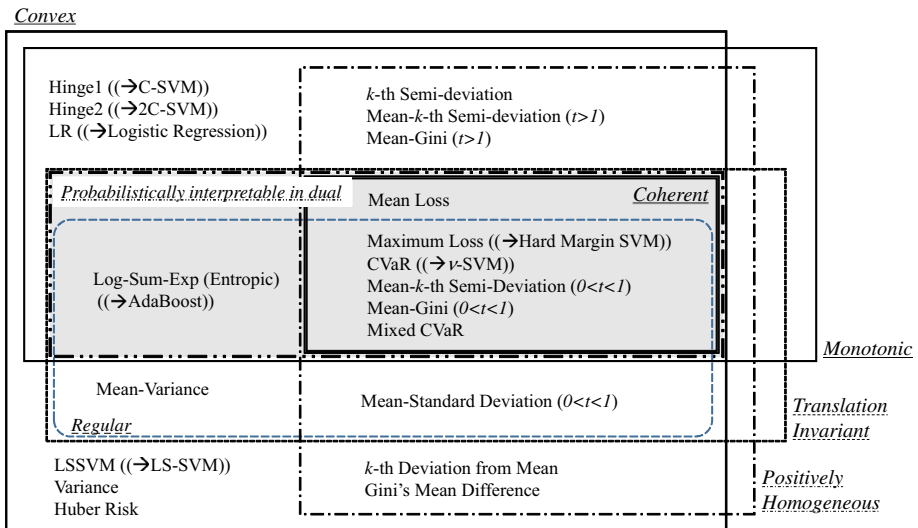 Convex
Hinge1 ((→C-SVM))
Hinge2 ((→2C-SVM))
LR ((→Logistic Regression))
k-th Semi-deviation
Mean-k-th Semi-deviation (t>1)
Mean-Gini (t>1)
Probabilistically interpretable in dual
Coherent
Mean Loss
Maximum Loss ((→Hard Margin SVM))
CVaR ((→ν-SVM))
Mean-k-th Semi-Deviation (0<t<1)
Mean-Gini (0<t<1)
Mixed CVaR
Log-Sum-Exp (Entropic)
((→AdaBoost))
Monotonic
Mean-Variance
Mean-Standard Deviation (0<t<1)
Regular
Translation
Invariant
LSSVM ((→LS-SVM))
Variance
Huber Risk
k-th Deviation from Mean
Gini's Mean Difference
Positively
Homogeneous